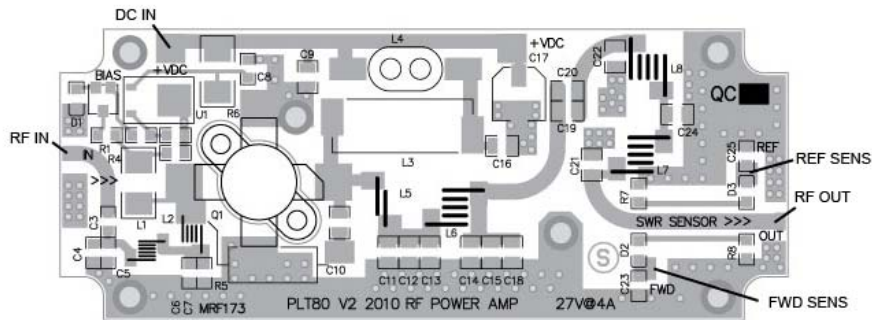 DC IN
C22
L4
+VDC
C17
C9
BIAS
+VDC
C8
C20
L8
QC
D1
U1
R6
C19
C24
RF IN
R1
IN
R4
L3
C16
C21
C25
REF
REF SENS
>>>
L7
D3
L5
R7
RF OUT
C3
L1
L2
Q1
L6
SWR SENSOR >>>
OUT
C4
C5
C10
D2
R8
S
R5
C11
C12
C13
C14
C15
C18
C23
FWD
FWD SENS
C6
C7
MRF173
PLT80 V2 2010 RF POWER AMP
27V@4A